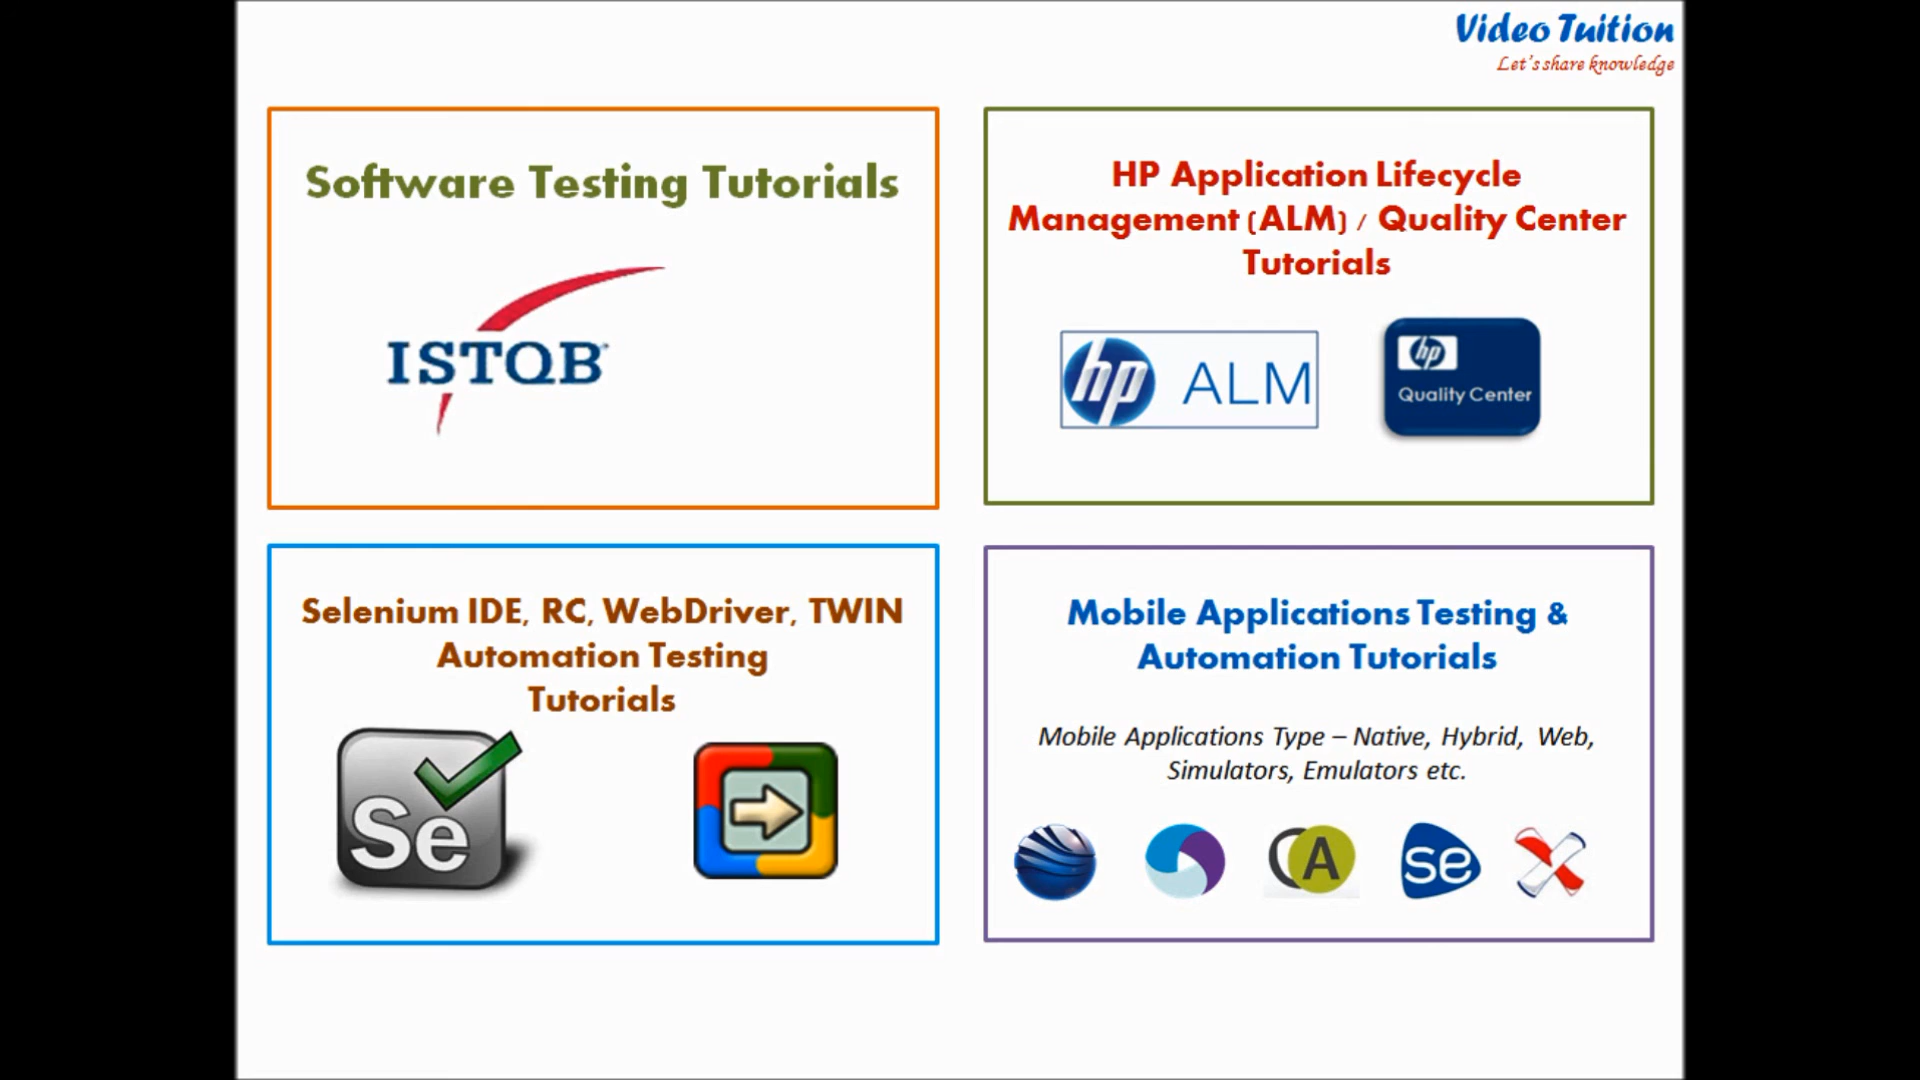 Video Tuition
Let's share knowledge
Software Testing Tutorials
ISTQB
HP Application Lifecycle
Management (ALM) / Quality Center
Tutorials
hp ALM
hp
Quality Center
Selenium IDE, RC, WebDriver, TWIN
Automation Testing
Tutorials
Se
Mobile Applications Testing &
Automation Tutorials
Mobile Applications Type – Native, Hybrid, Web,
Simulators, Emulators etc.
CA
se